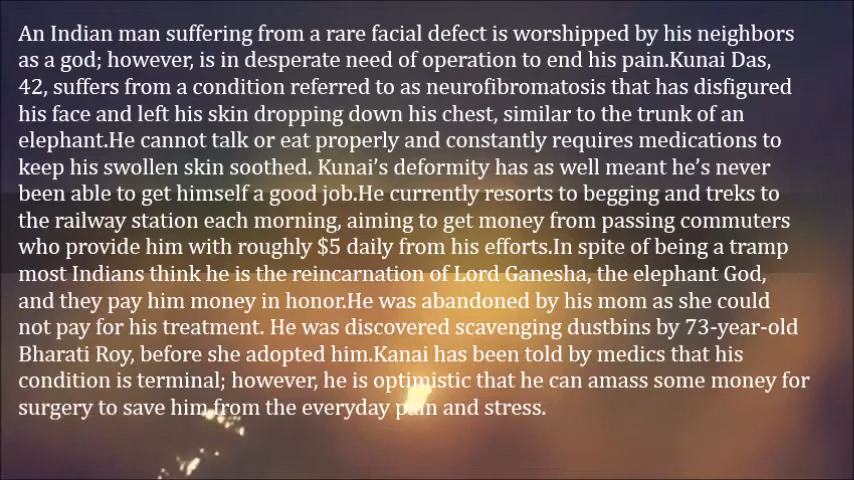 An Indian man suffering from a rare facial defect is worshipped by his neighbors
as a god; however, is in desperate need of operation to end his pain.Kunai Das,
42, suffers from a condition referred to as neurofibromatosis that has disfigured
his face and left his skin dropping down his chest, similar to the trunk of an
elephant.He cannot talk or eat properly and constantly requires medications to
keep his swollen skin soothed. Kunai’s deformity has as well meant he’s never
been able to get himself a good job.He currently resorts to begging and treks to
the railway station each morning, aiming to get money from passing commuters
who provide him with roughly $5 daily from his efforts.In spite of being a tramp
most Indians think he is the reincarnation of Lord Ganesha, the elephant God,
and they pay him money in honor.He was abandoned by his mom as she could
not pay for his treatment. He was discovered scavenging dustbins by 73-year-old
Bharati Roy, before she adopted him.Kanai has been told by medics that his
condition is terminal; however, he is optimistic that he can amass some money for
surgery to save him from the everyday pain and stress.